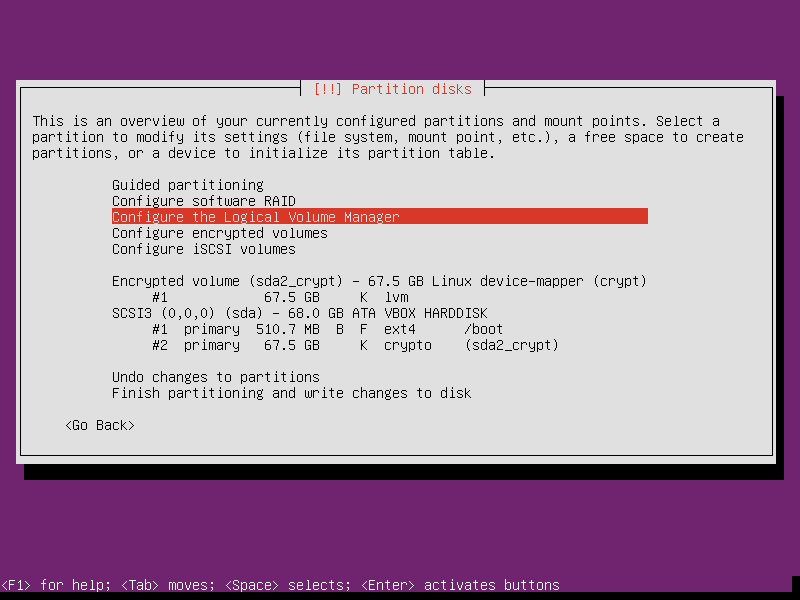 [!!] Partition disks
This is an overview of your currently configured partitions and mount points. Select a
partition to modify its settings (file system, mount point, etc.), a free space to create
partitions, or a device to initialize its partition table.
Guided partitioning
Configure software RAID
Configure the Logical Volume Manager
Configure encrypted volumes
Configure iSCSI volumes
Encrypted volume (sda2_crypt) - 67.5 GB Linux device-mapper (crypt)
#1 67.5 GB K lvm
SCSI3 (0,0,0) (sda) - 68.0 GB ATA VBOX HARDDISK
#1 primary 510.7 MB B F ext4 /boot
#2 primary 67.5 GB K crypto (sda2_crypt)
Undo changes to partitions
Finish partitioning and write changes to disk
<Go Back>
<F1> for help; <Tab> moves; <Space> selects; <Enter> activates buttons